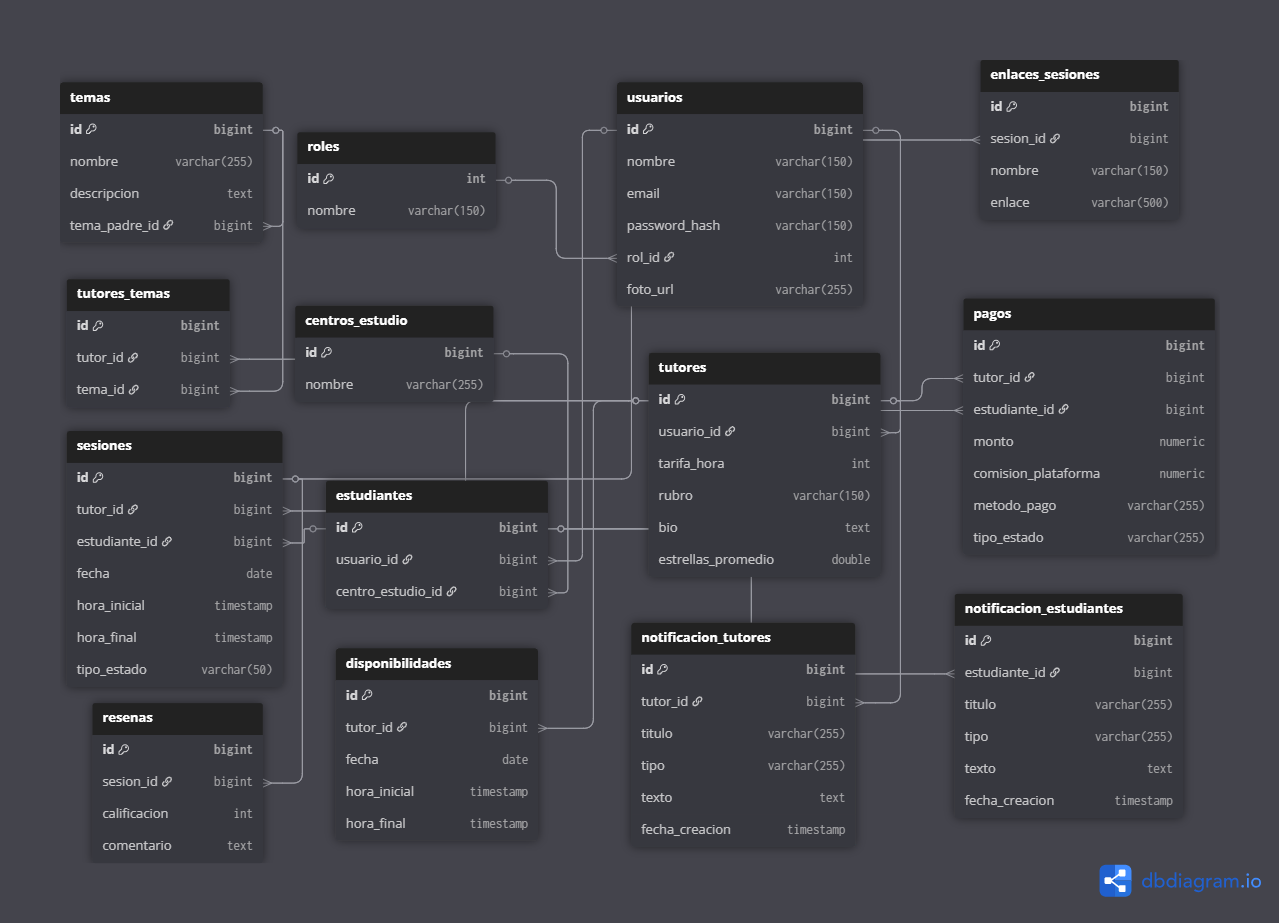 temas
id bigint
nombre varchar(255)
descripcion text
tema_padre_id bigint
roles
id int
nombre varchar(150)
usuarios
id bigint
nombre varchar(150)
email varchar(150)
password_hash varchar(150)
rol_id int
foto_url varchar(255)
enlaces_sesiones
id bigint
sesion_id bigint
nombre varchar(150)
enlace varchar(500)
tutores_temas
id bigint
tutor_id bigint
tema_id bigint
centros_estudio
id bigint
nombre varchar(255)
tutores
id bigint
usuario_id bigint
tarifa_hora int
rubro varchar(150)
bio text
estrellas_promedio double
pagos
id bigint
tutor_id bigint
estudiante_id bigint
monto numeric
comision_plataforma numeric
metodo_pago varchar(255)
tipo_estado varchar(255)
sesiones
id bigint
tutor_id bigint
estudiante_id bigint
fecha date
hora_inicial timestamp
hora_final timestamp
tipo_estado varchar(50)
estudiantes
id bigint
usuario_id bigint
centro_estudio_id bigint
resenas
id bigint
sesion_id bigint
calificacion int
comentario text
disponibilidades
id bigint
tutor_id bigint
fecha date
hora_inicial timestamp
hora_final timestamp
notificacion_tutores
id bigint
tutor_id bigint
titulo varchar(255)
tipo varchar(255)
texto text
fecha_creacion timestamp
notificacion_estudiantes
id bigint
estudiante_id bigint
titulo varchar(255)
tipo varchar(255)
texto text
fecha_creacion timestamp
dbdiagram.io